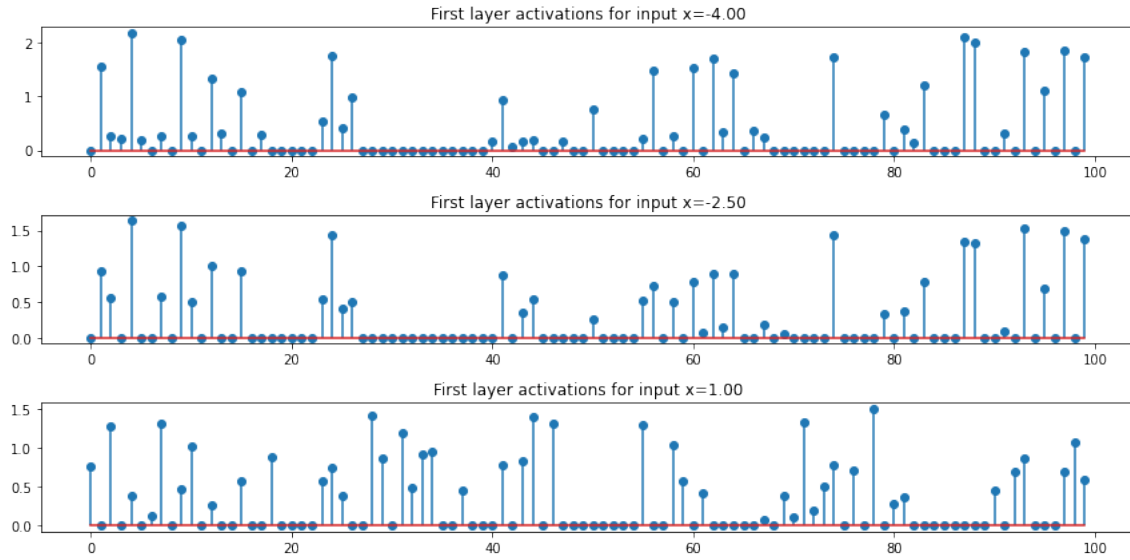 First layer activations for input x=-4.00
2
1
0
0 20 40 60 80 100
First layer activations for input x=-2.50
1.5
1.0
0.5
0.0
0 20 40 60 80 100
First layer activations for input x=1.00
1.5
1.0
0.5
0.0
0 20 40 60 80 100